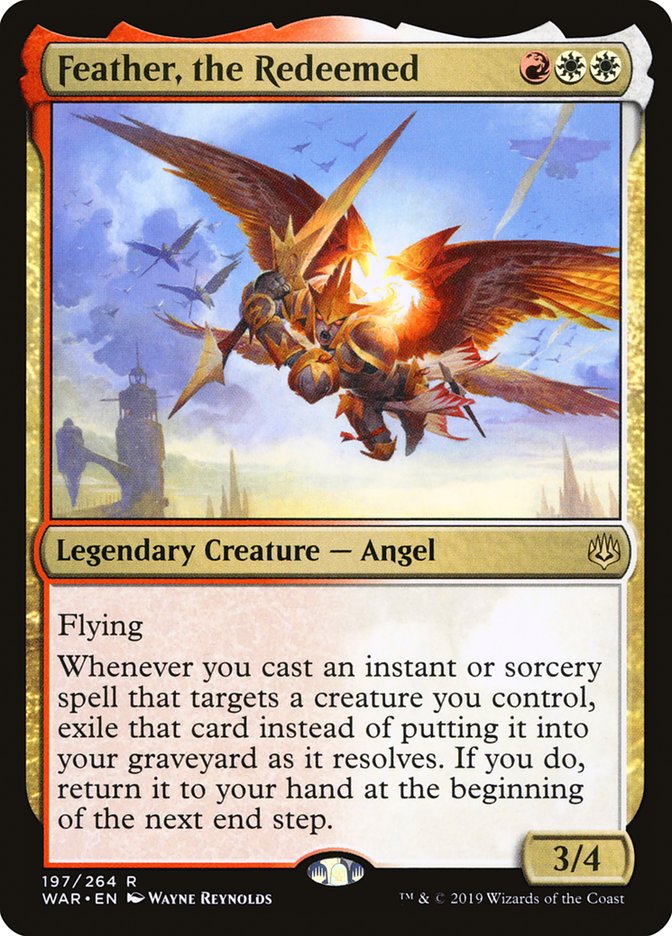 Feather, the Redeemed
Legendary Creature — Angel
Flying
Whenever you cast an instant or sorcery
spell that targets a creature you control,
exile that card instead of putting it into
your graveyard as it resolves. If you do,
return it to your hand at the beginning
of the next end step.
3/4
197/264 R
WAR • EN Wayne Reynolds
™ & © 2019 Wizards of the Coast